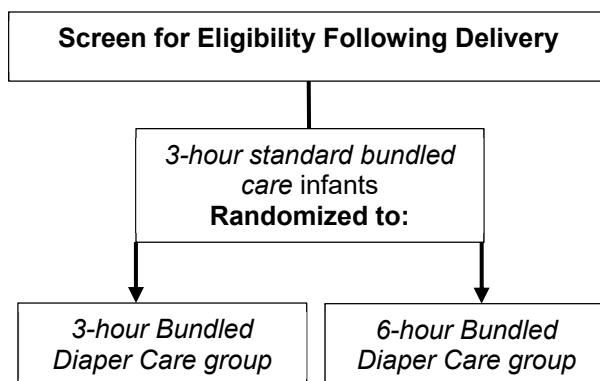 Screen for Eligibility Following Delivery
3-hour standard bundled
care infants
Randomized to:
3-hour Bundled
Diaper Care group
6-hour Bundled
Diaper Care group